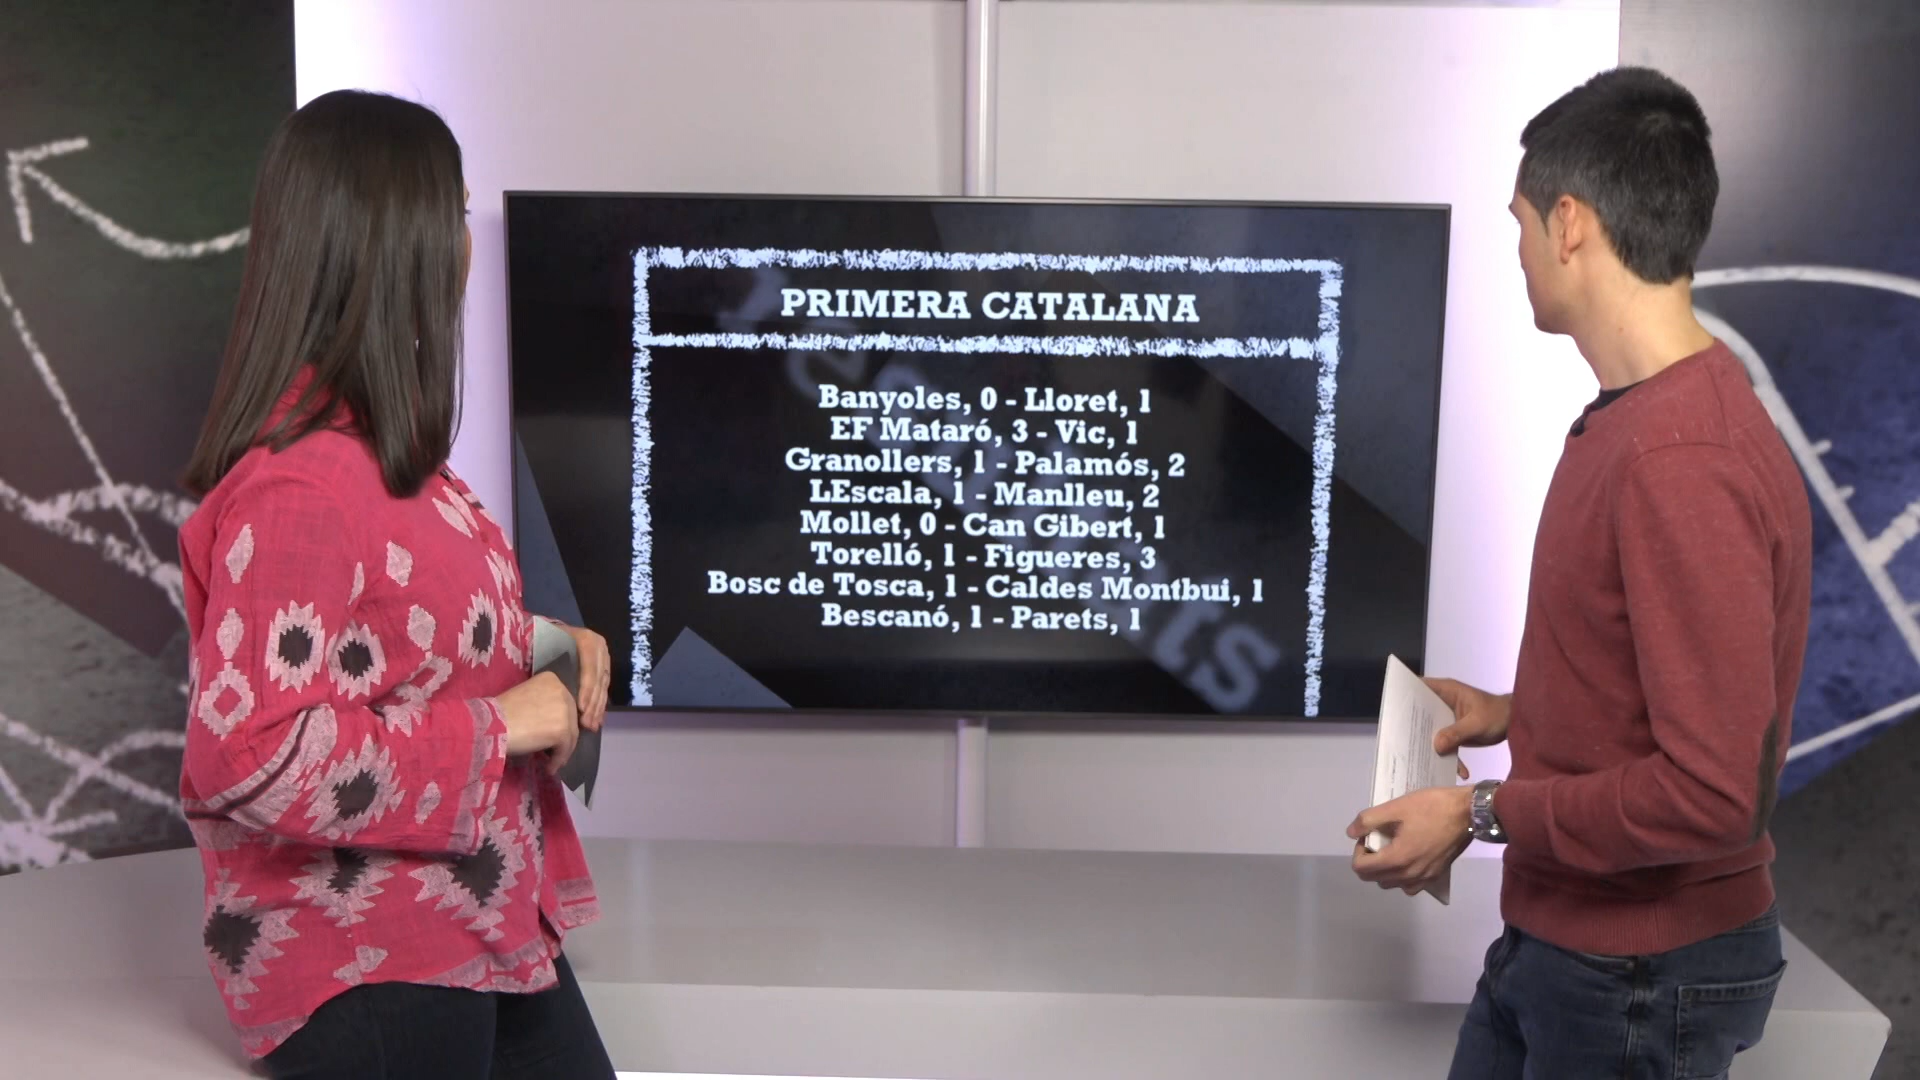 PRIMERA CATALANA
Banyoles, 0 - Lloret, 1
EF Mataró, 3 - Vic, 1
Granollers, 1 - Palamós, 2
LEscala, 1 - Manlleu, 2
Mollet, 0 - Can Gibert, 1
Torelló, 1 - Figueres, 3
Bosc de Tosca, 1 - Caldes Montbui, 1
Bescanó, 1 - Parets, 1